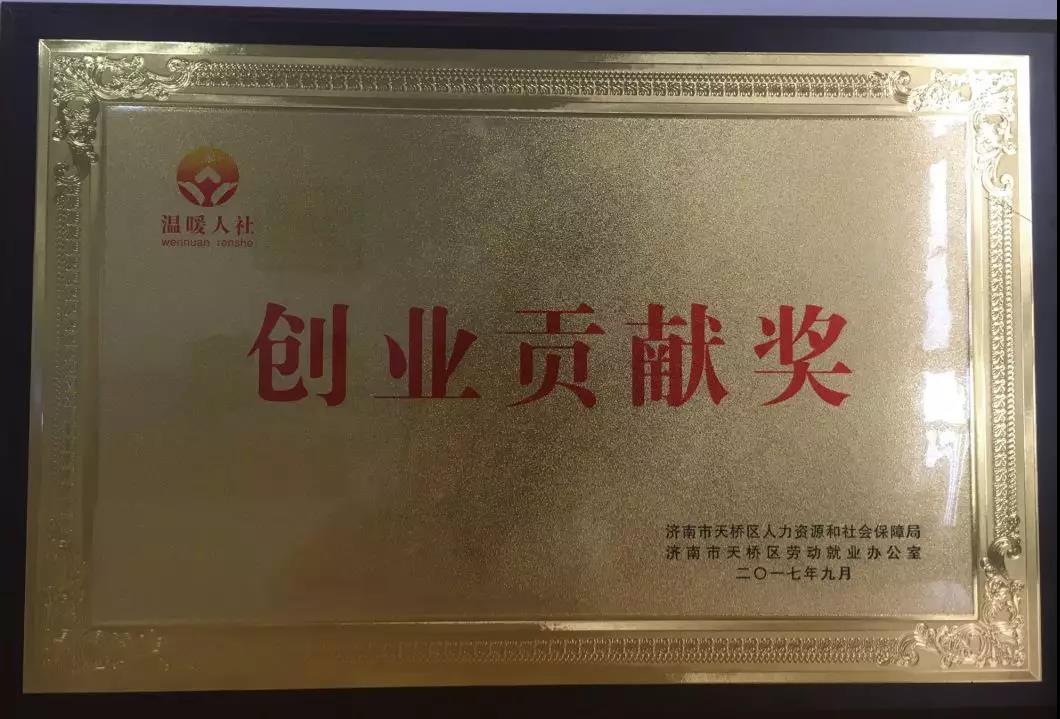 温暖人社
wennuan renshe
创业贡献奖
济南市天桥区人力资源和社会保障局
济南市天桥区劳动就业办公室
二〇一七年九月